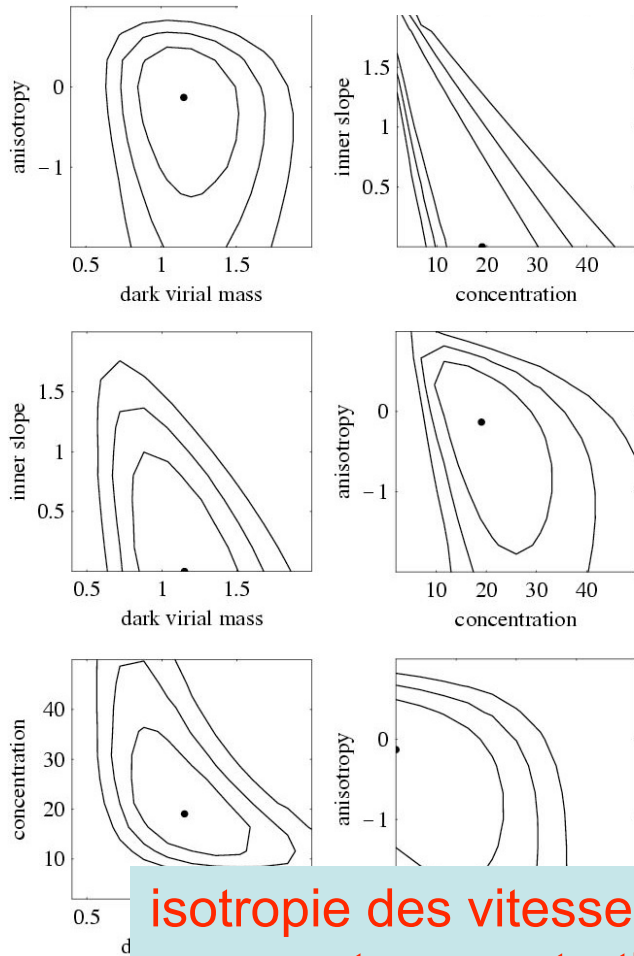 anisotropy
0
−1
0.5 1 1.5
dark virial mass
inner slope
1.5
1
0.5
10 20 30 40
concentration
inner slope
1.5
1
0.5
0.5 1 1.5
dark virial mass
anisotropy
0
−1
10 20 30 40
concentration
concentration
40
30
20
10
0.5
anisotropy
0
−1
isotropie des vitesse